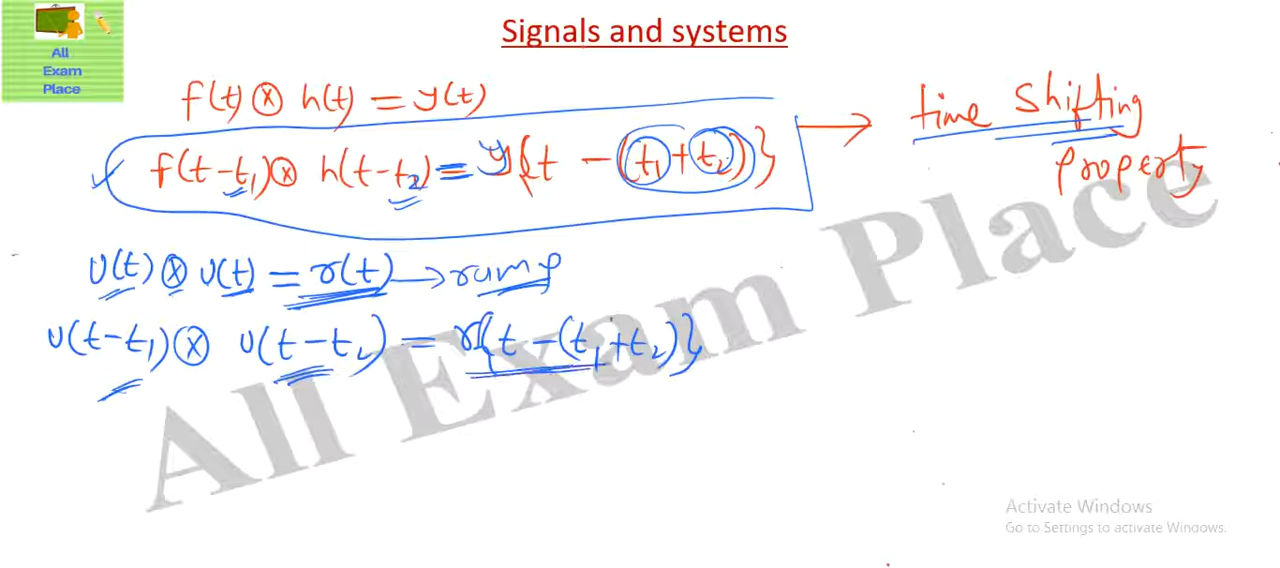 All
Exam
Place
Signals and systems
f(t) ⊗ h(t) = y(t)
f(t-t₁) ⊗ h(t-t₂) = y{t - (t₁+t₂)} → time shifting
property
u(t) ⊗ u(t) = r(t) → ramp
u(t-t₁) ⊗ u(t-t₂) = r{t - (t₁+t₂)}
All Exam Place
Activate Windows
Go to Settings to activate Windows.